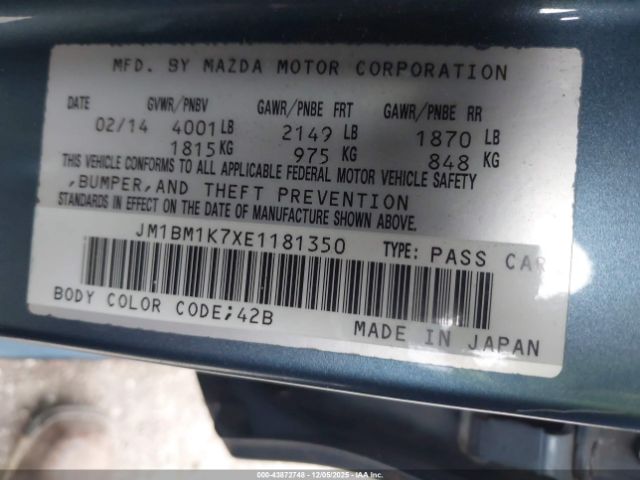 MFD. BY MAZDA MOTOR CORPORATION
DATE GVWR/PNBV GAWR/PNBE FRT GAWR/PNBE RR
02/14 4001 LB 2149 LB 1870 LB
1815 KG 975 KG 848 KG
THIS VEHICLE CONFORMS TO ALL APPLICABLE FEDERAL MOTOR VEHICLE SAFETY
,BUMPER,AND THEFT PREVENTION
STANDARDS IN EFFECT ON THE DATE OF MANUFACTURE SHOWN ABOVE.
JM1BM1K7XE1181350 TYPE: PASS CAR
BODY COLOR CODE;42B MADE IN JAPAN
000-43872748 - 12/05/2025 - IAAI